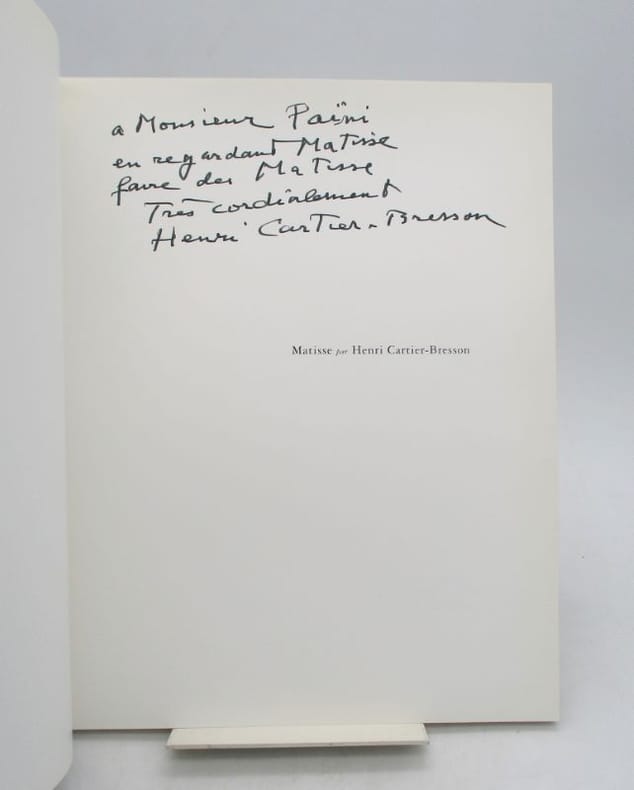 a Monsieur Païni
en regardant Matisse
faire des Matisse
Très cordialement
Henri Cartier-Bresson
Matisse par Henri Cartier-Bresson